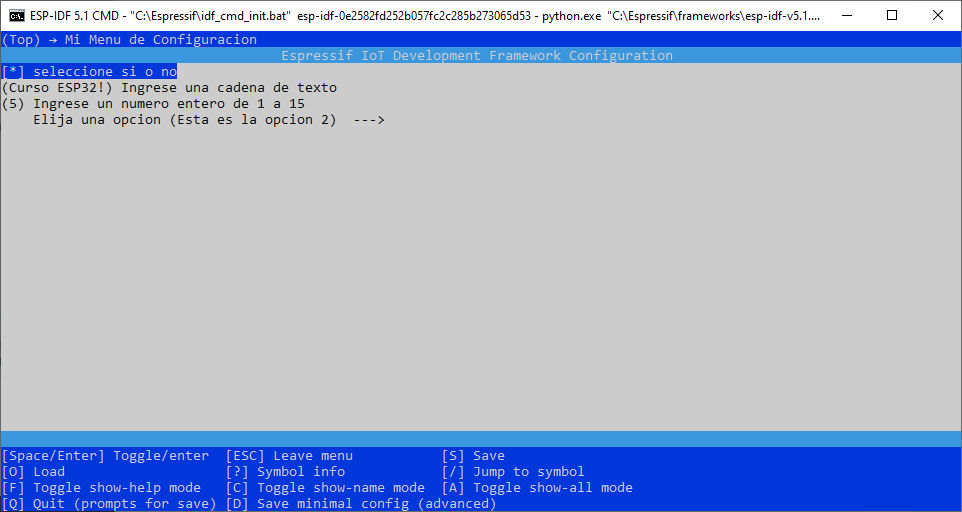 ESP-IDF 5.1 CMD - "C:\Espressif\idf_cmd_init.bat" esp-idf-0e2582fd252b057fc2c285b273065d53 - python.exe "C:\Espressif\frameworks\esp-idf-v5.1....
(Top) → Mi Menu de Configuracion
Espressif IoT Development Framework Configuration
[*] seleccione si o no
(Curso ESP32!) Ingrese una cadena de texto
(5) Ingrese un numero entero de 1 a 15
Elija una opcion (Esta es la opcion 2)  --->
[Space/Enter] Toggle/enter  [ESC] Leave menu           [S] Save
[O] Load                    [?] Symbol info            [/] Jump to symbol
[F] Toggle show-help mode   [C] Toggle show-name mode  [A] Toggle show-all mode
[Q] Quit (prompts for save) [D] Save minimal config (advanced)